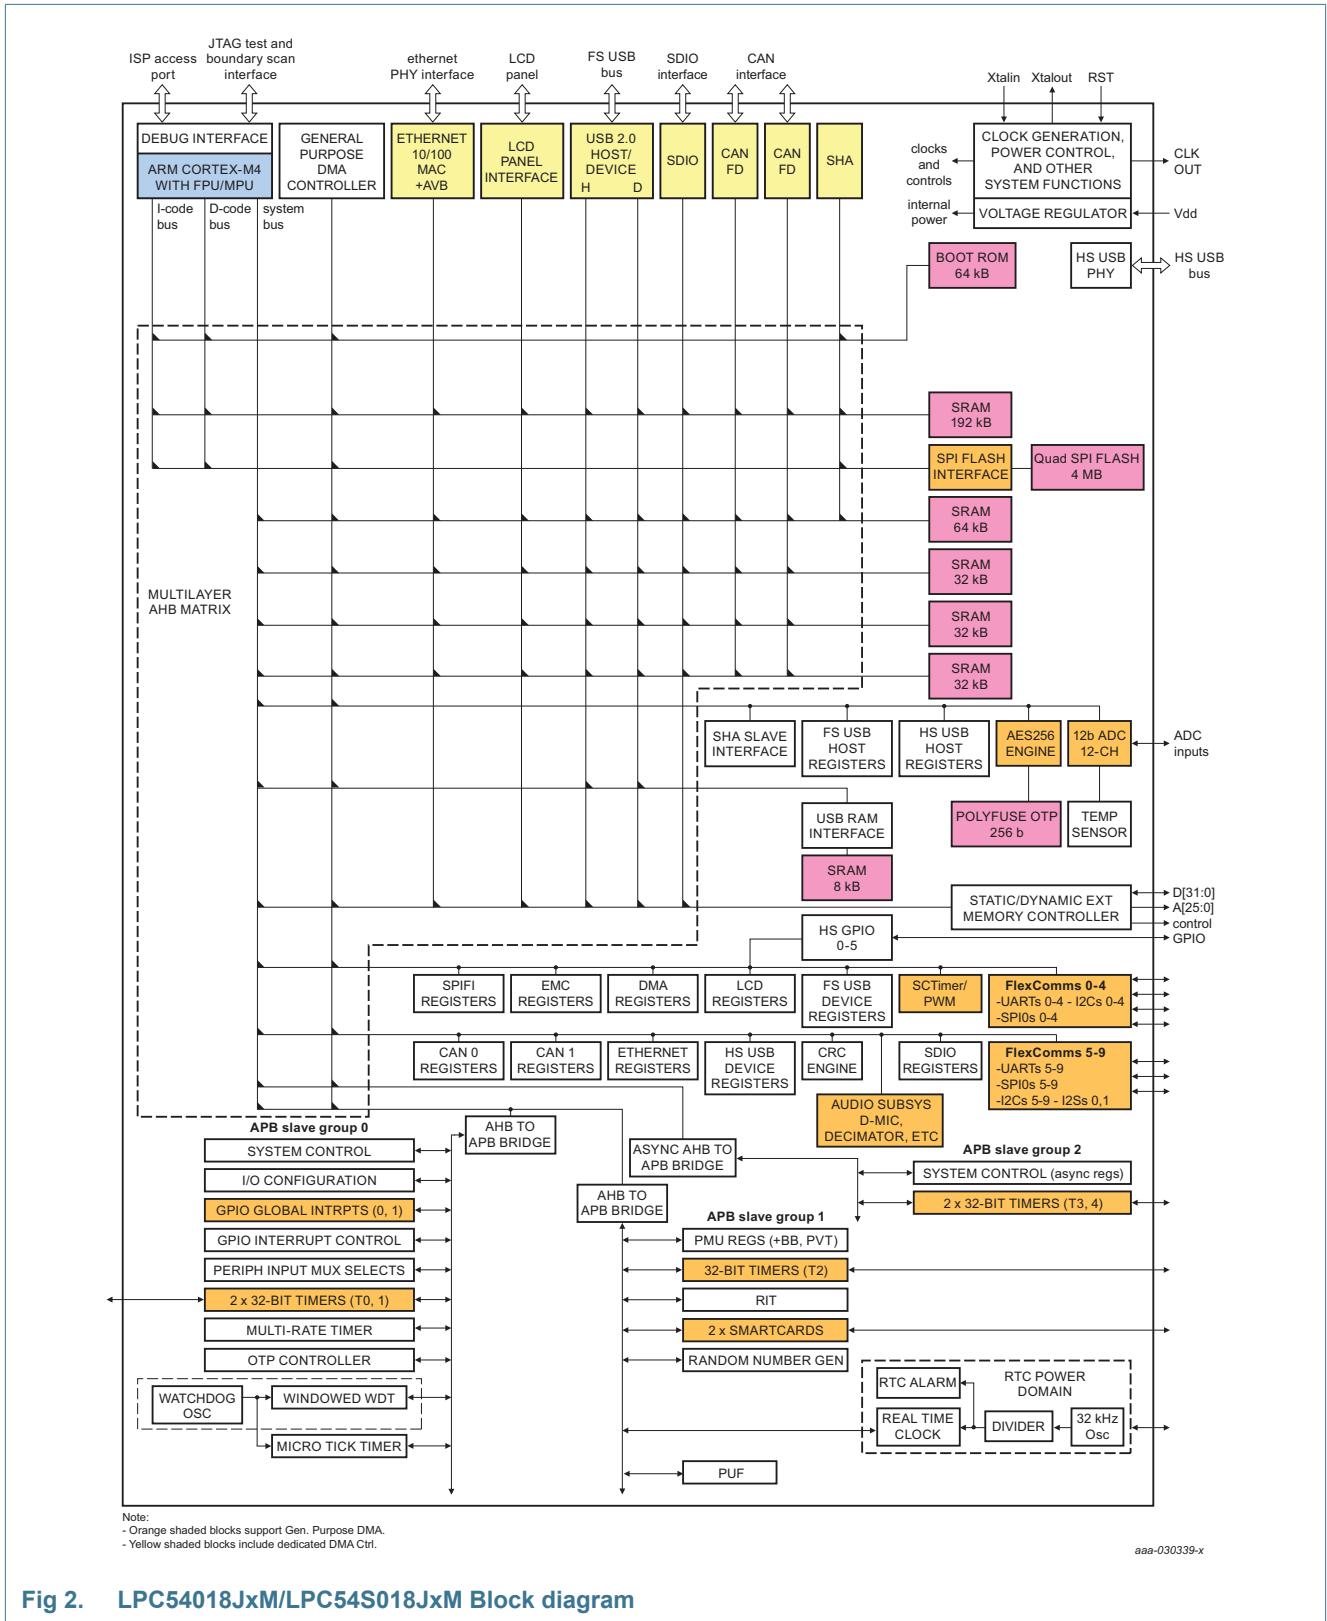 ISP access
port
JTAG test and
boundary scan
interface
ethernet
PHY interface
LCD
panel
FS USB
bus
SDIO
interface
CAN
interface
Xtalin
Xtalout
RST
DEBUG INTERFACE
ARM CORTEX-M4
WITH FPU/MPU
GENERAL
PURPOSE
DMA
CONTROLLER
ETHERNET
10/100
MAC
+AVB
LCD
PANEL
INTERFACE
USB 2.0
HOST/
DEVICE
H D
SDIO
CAN
FD
CAN
FD
SHA
clocks
and
controls
CLOCK GENERATION,
POWER CONTROL,
AND OTHER
SYSTEM FUNCTIONS
CLK
OUT
internal
power
VOLTAGE REGULATOR
Vdd
I-code
bus
D-code
bus
system
bus
BOOT ROM
64 kB
HS USB
PHY
HS USB
bus
SRAM
192 kB
SPI FLASH
INTERFACE
Quad SPI FLASH
4 MB
SRAM
64 kB
SRAM
32 kB
MULTILAYER
AHB MATRIX
SRAM
32 kB
SRAM
32 kB
SHA SLAVE
INTERFACE
FS USB
HOST
REGISTERS
HS USB
HOST
REGISTERS
AES256
ENGINE
12b ADC
12-CH
ADC
inputs
USB RAM
INTERFACE
POLYFUSE OTP
256 b
TEMP
SENSOR
SRAM
8 kB
STATIC/DYNAMIC EXT
MEMORY CONTROLLER
D[31:0]
A[25:0]
control
GPIO
HS GPIO
0-5
SPIFI
REGISTERS
EMC
REGISTERS
DMA
REGISTERS
LCD
REGISTERS
FS USB
DEVICE
REGISTERS
SCTimer/
PWM
FlexComms 0-4
-UARTs 0-4 - I2Cs 0-4
-SPI0s 0-4
CAN 0
REGISTERS
CAN 1
REGISTERS
ETHERNET
REGISTERS
HS USB
DEVICE
REGISTERS
CRC
ENGINE
SDIO
REGISTERS
FlexComms 5-9
-UARTs 5-9
-SPI0s 5-9
-I2Cs 5-9 - I2Ss 0,1
AUDIO SUBSYS
D-MIC,
DECIMATOR, ETC
APB slave group 0
AHB TO
APB BRIDGE
ASYNC AHB TO
APB BRIDGE
APB slave group 2
SYSTEM CONTROL
SYSTEM CONTROL (async regs)
I/O CONFIGURATION
AHB TO
APB BRIDGE
2 x 32-BIT TIMERS (T3, 4)
GPIO GLOBAL INTRPTS (0, 1)
APB slave group 1
GPIO INTERRUPT CONTROL
PMU REGS (+BB, PVT)
PERIPH INPUT MUX SELECTS
32-BIT TIMERS (T2)
2 x 32-BIT TIMERS (T0, 1)
RIT
MULTI-RATE TIMER
2 x SMARTCARDS
OTP CONTROLLER
RANDOM NUMBER GEN
WATCHDOG
OSC
WINDOWED WDT
MICRO TICK TIMER
RTC ALARM
RTC POWER
DOMAIN
REAL TIME
CLOCK
DIVIDER
32 kHz
Osc
PUF
Note:
- Orange shaded blocks support Gen. Purpose DMA.
- Yellow shaded blocks include dedicated DMA Ctrl.
aaa-030339-x
Fig 2. LPC54018JxM/LPC54S018JxM Block diagram